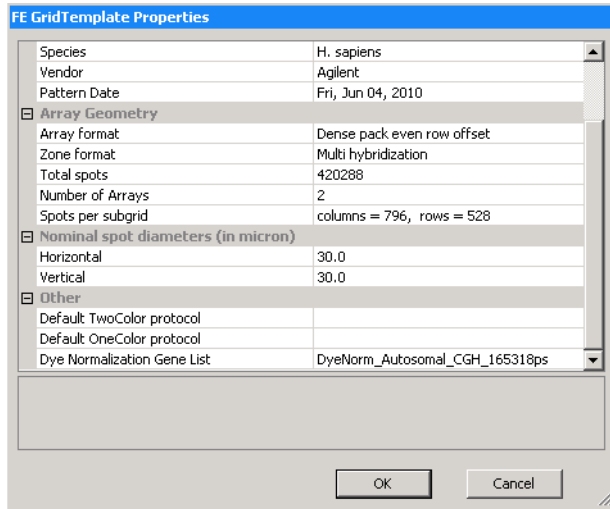 FE GridTemplate Properties
Species H. sapiens
Vendor Agilent
Pattern Date Fri, Jun 04, 2010
Array Geometry
Array format Dense pack even row offset
Zone format Multi hybridization
Total spots 420288
Number of Arrays 2
Spots per subgrid columns = 796, rows = 528
Nominal spot diameters (in micron)
Horizontal 30.0
Vertical 30.0
Other
Default TwoColor protocol
Default OneColor protocol
Dye Normalization Gene List DyeNorm_Autosomal_CGH_165318ps
OK Cancel